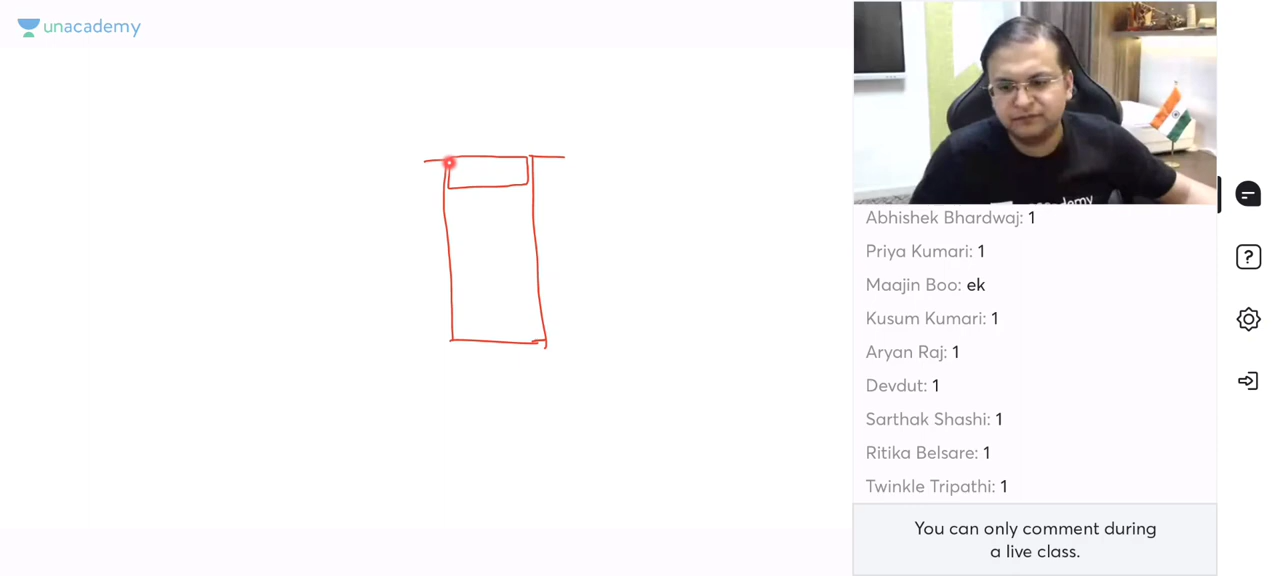 unacademy
unacademy
Abhishek Bhardwaj: 1
Priya Kumari: 1
Maajin Boo: ek
Kusum Kumari: 1
Aryan Raj: 1
Devdut: 1
Sarthak Shashi: 1
Ritika Belsare: 1
Twinkle Tripathi: 1
You can only comment during
a live class.
?